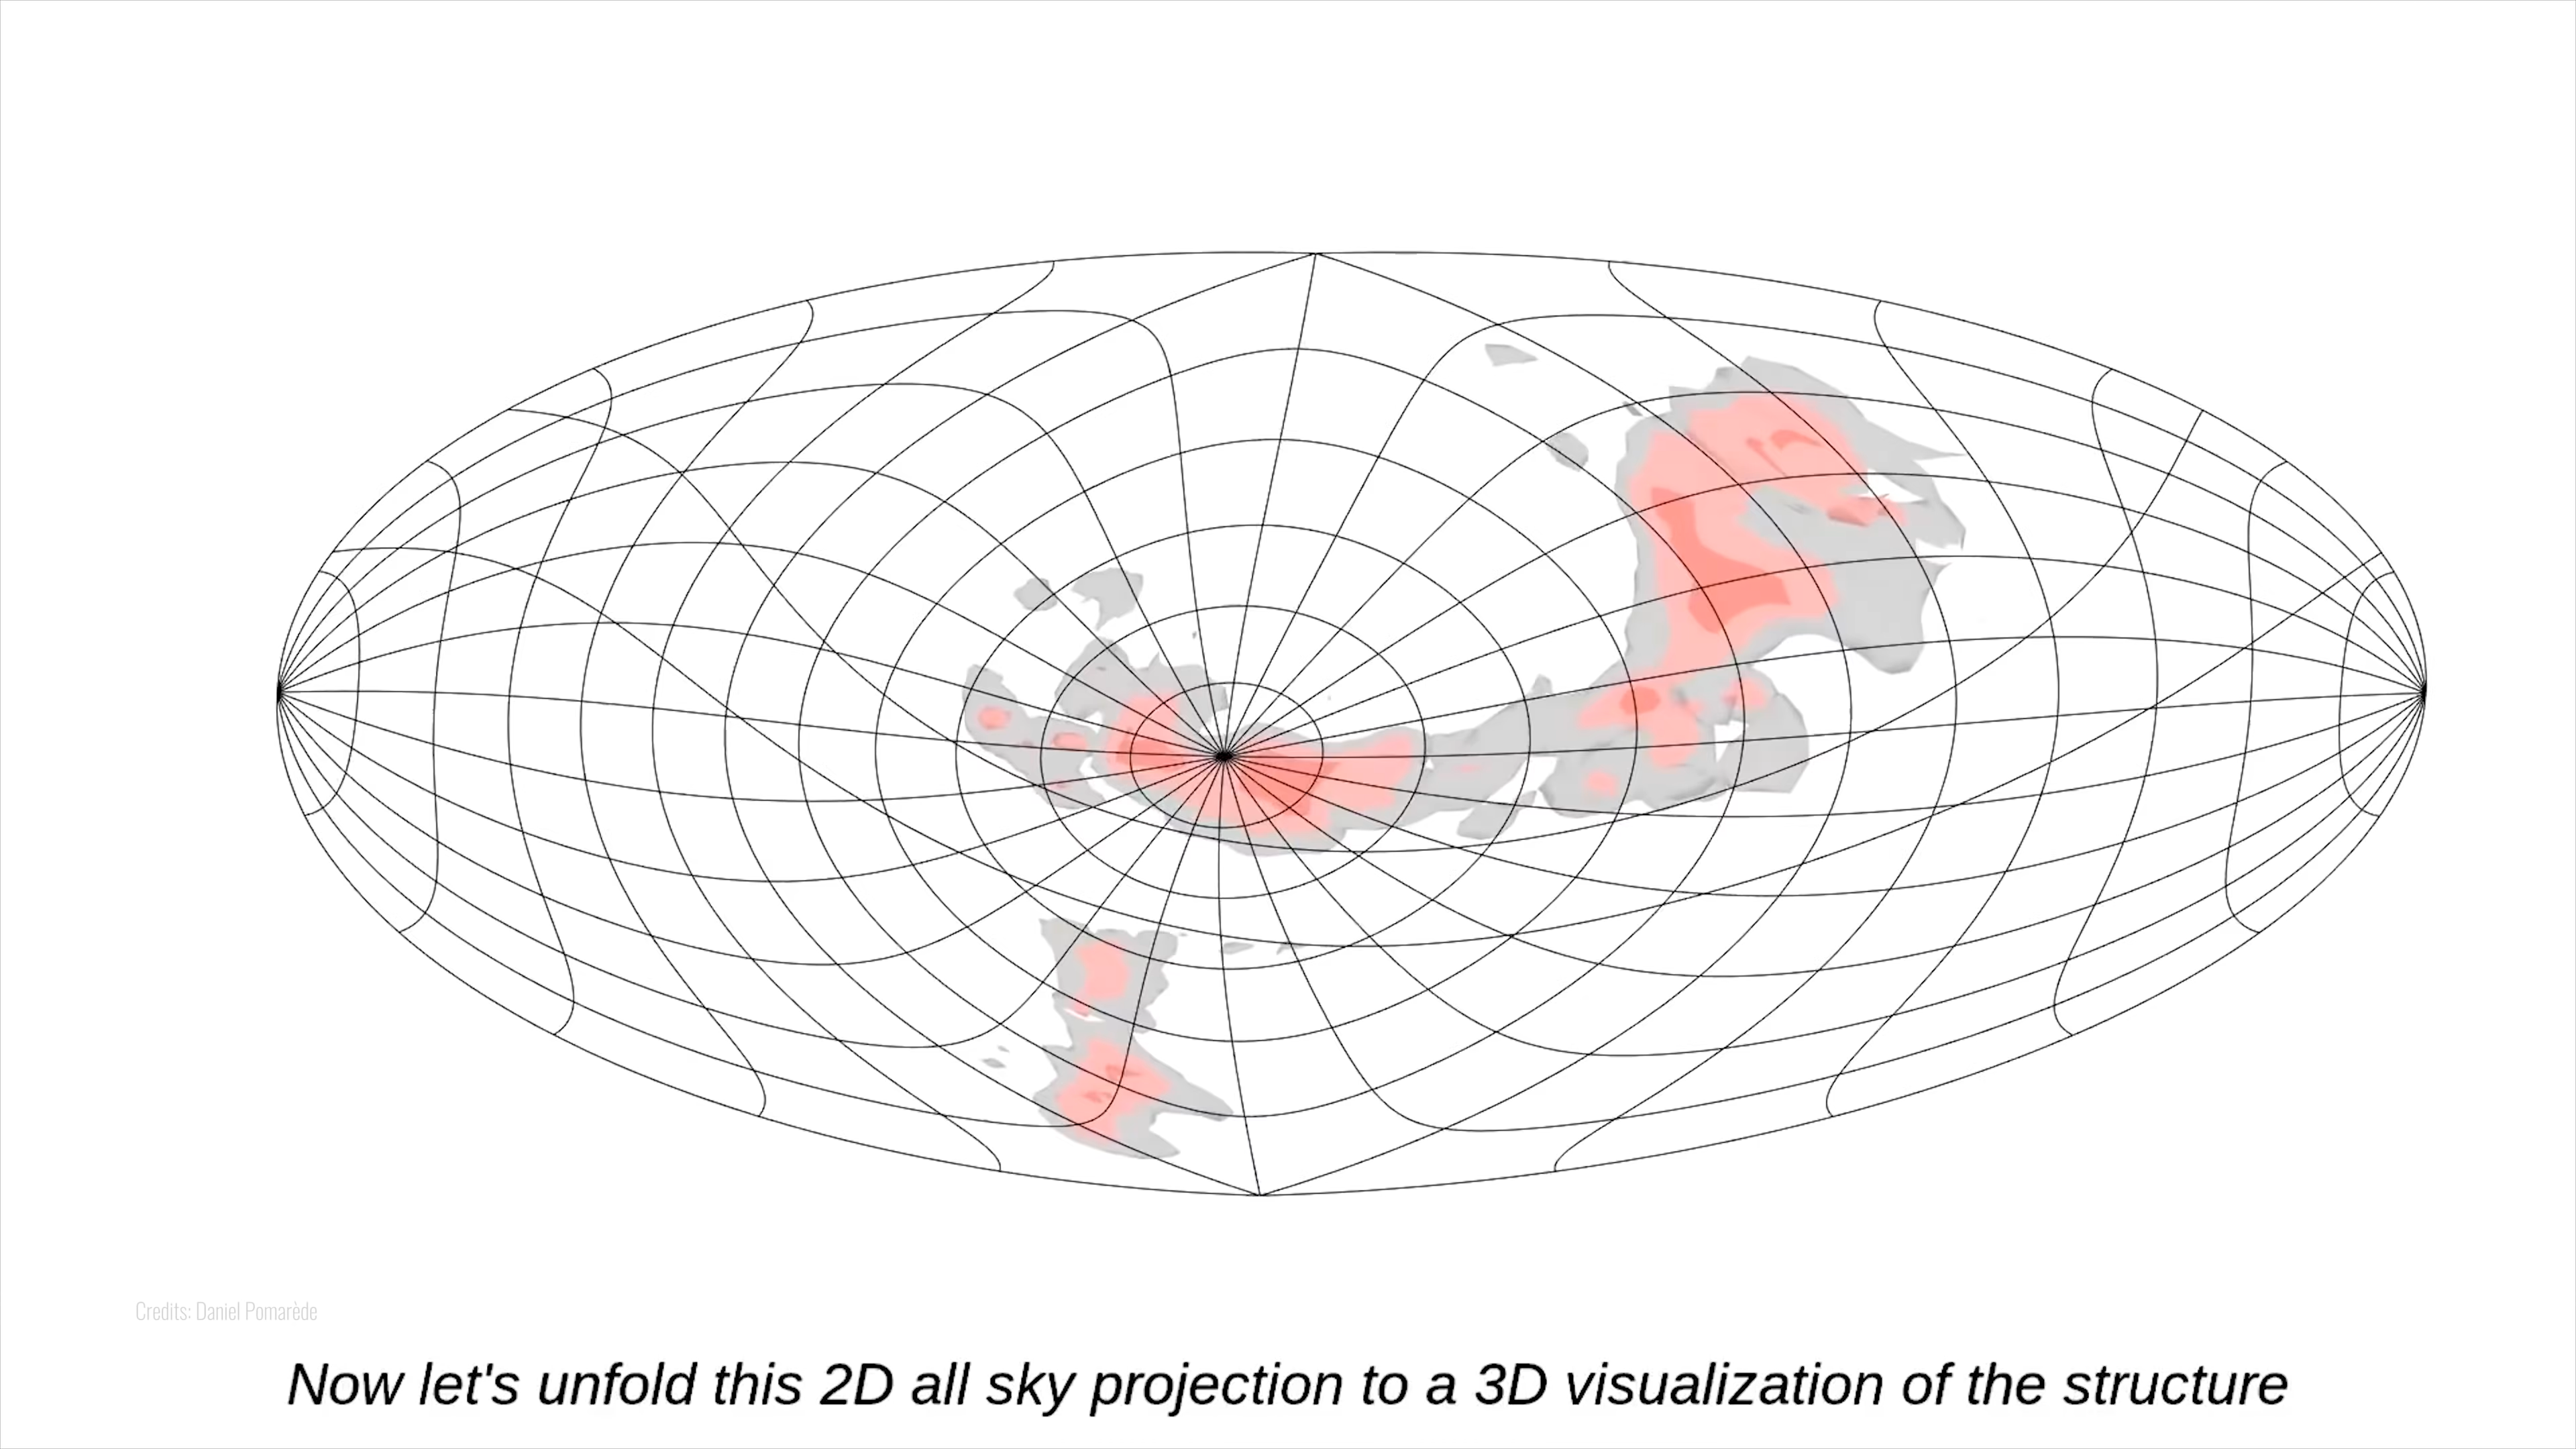 Credits: Daniel Pomarède
Now let's unfold this 2D all sky projection to a 3D visualization of the structure